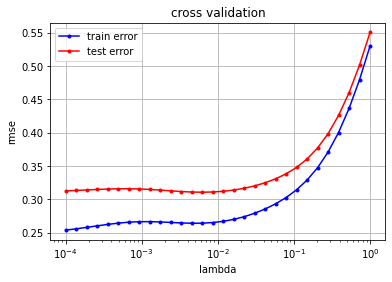 cross validation
train error
test error
rmse
0.55
0.50
0.45
0.40
0.35
0.30
0.25
10⁻⁴ 10⁻³ 10⁻² 10⁻¹ 10⁰
lambda